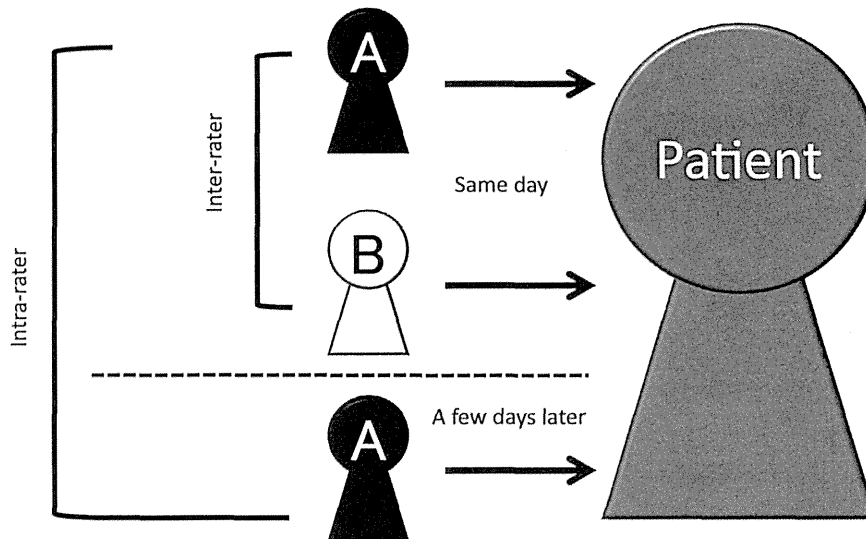 Intra-rater
Inter-rater
A
Same day
B
A few days later
A
Patient